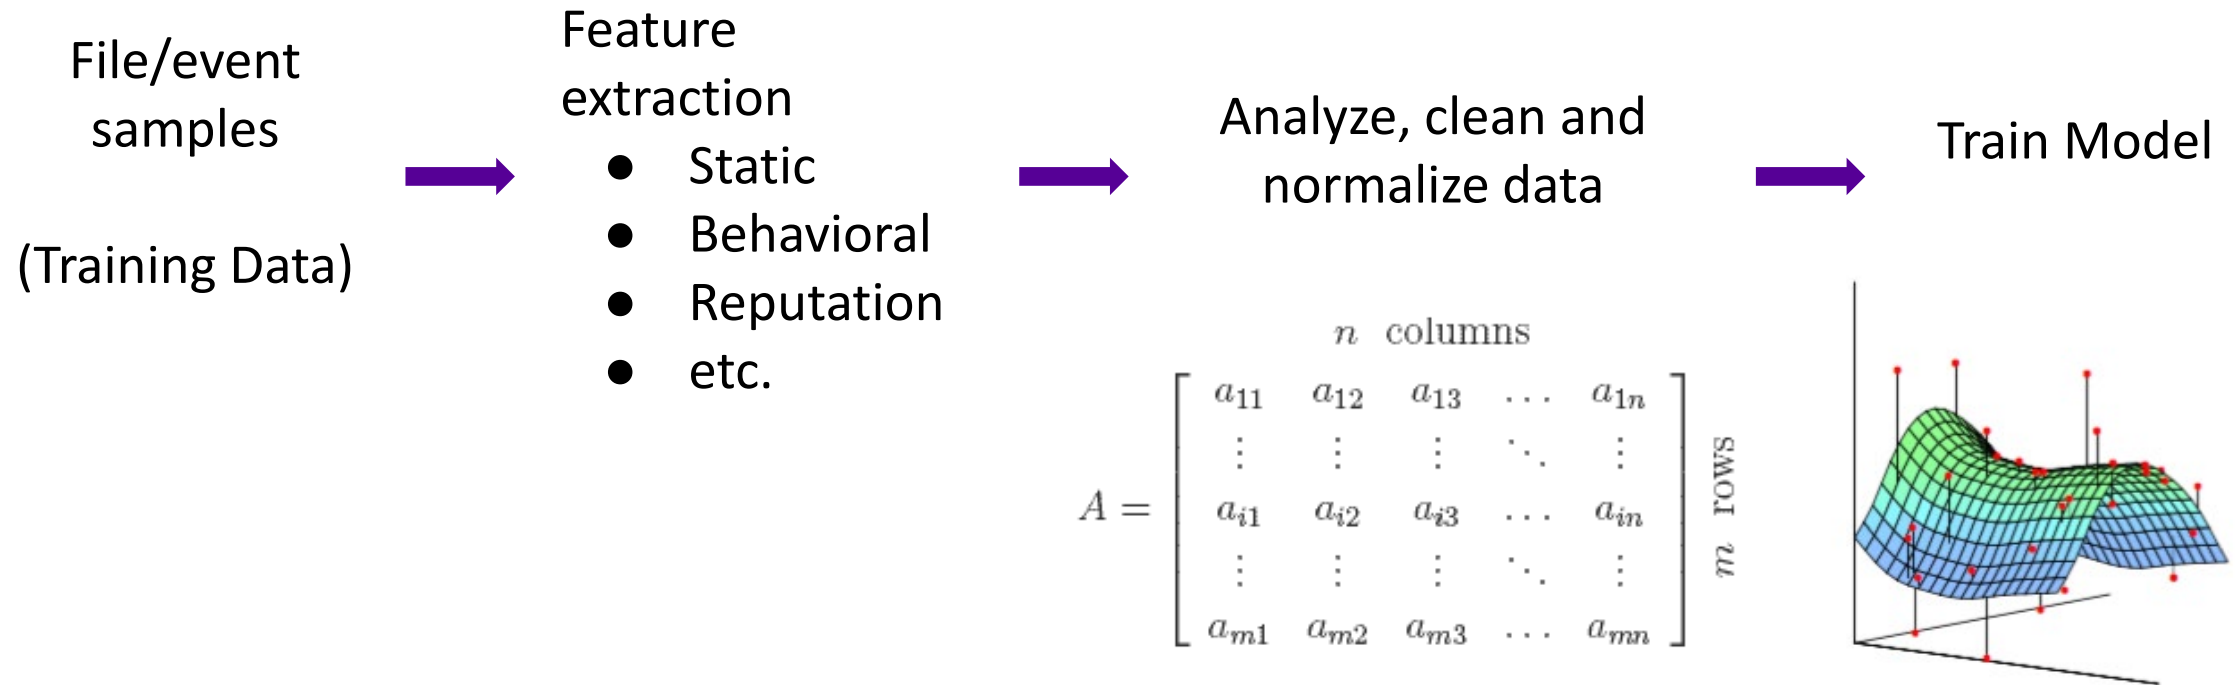 File/event
samples
(Training Data)
Feature
extraction
● Static
● Behavioral
● Reputation
● etc.
Analyze, clean and
normalize data
n columns
a₁₁ a₁₂ a₁₃ … a₁ₙ
⋮ ⋮ ⋮ ⋱ ⋮
A = aᵢ₁ aᵢ₂ aᵢ₃ … aᵢₙ
⋮ ⋮ ⋮ ⋱ ⋮
aₘ₁ aₘ₂ aₘ₃ … aₘₙ
m rows
Train Model